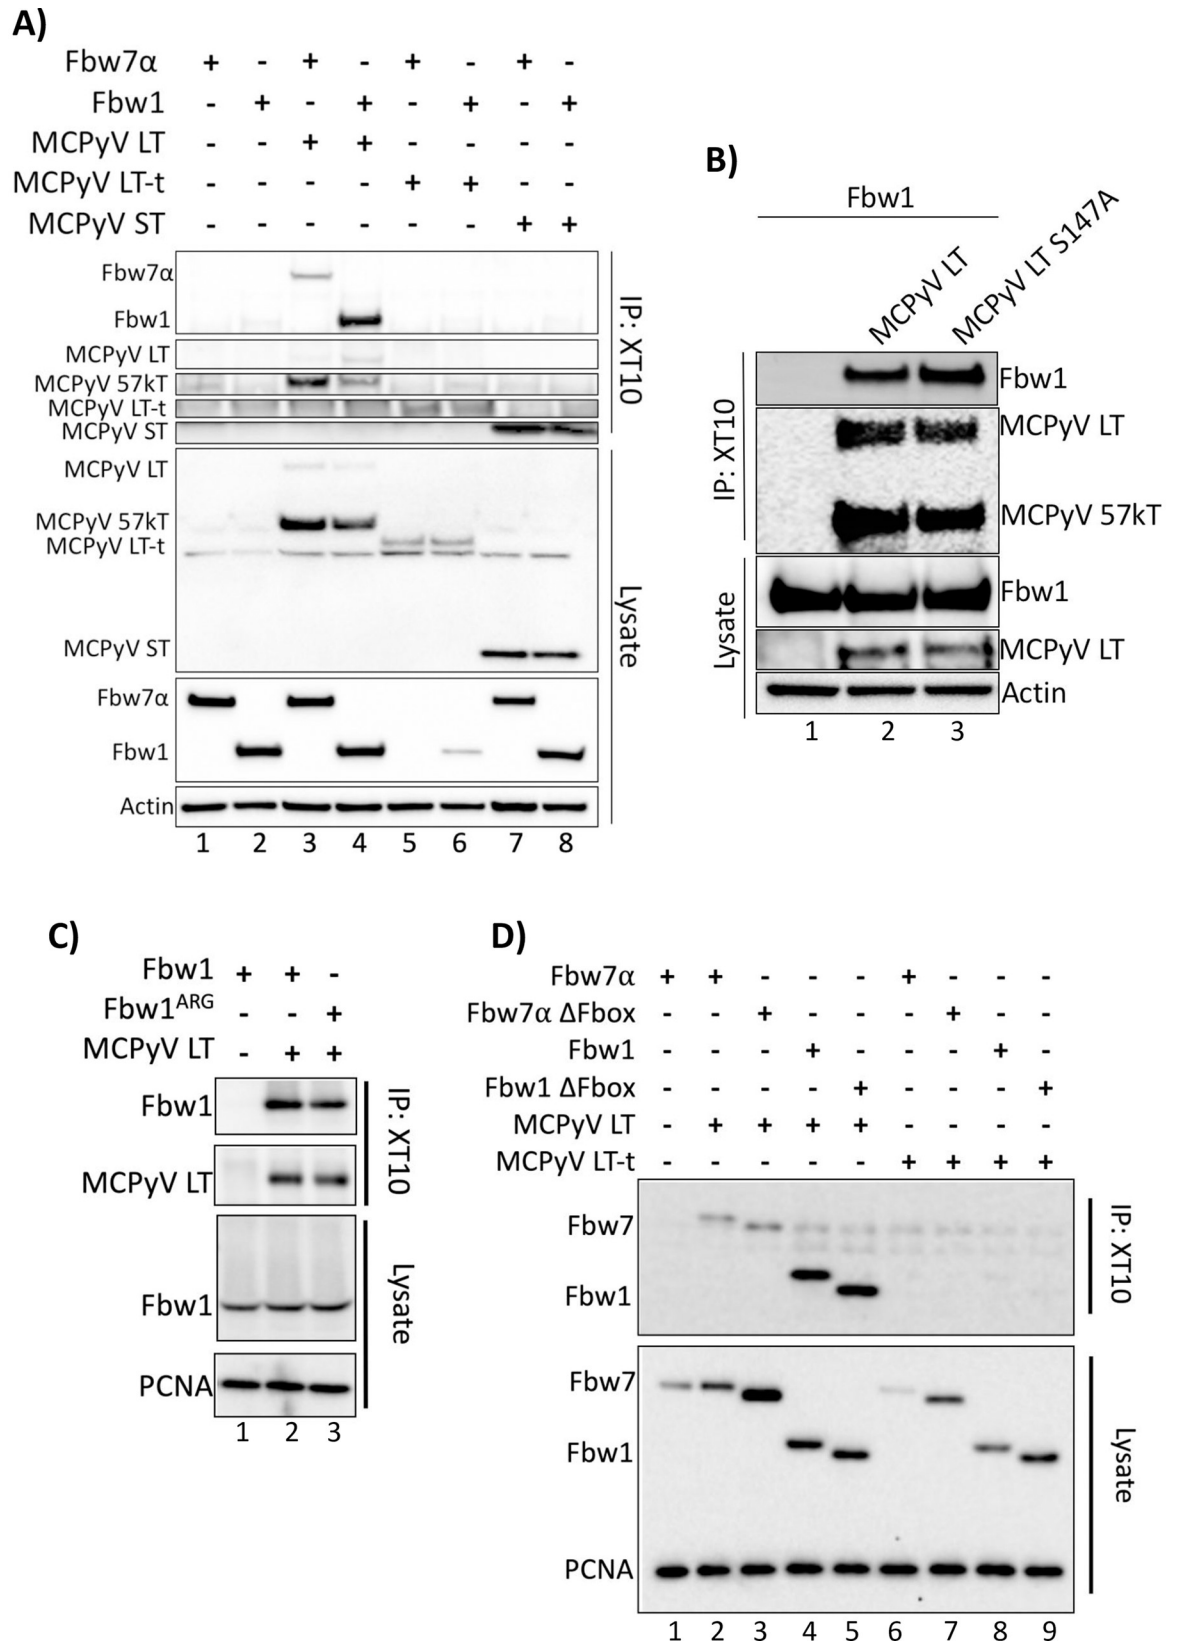 A)
Fbw7α + - + - + - + -
Fbw1 - + - + - + - +
MCPyV LT - - + + - - - -
MCPyV LT-t - - - - + + - -
MCPyV ST - - - - - - + +
Fbw7α
Fbw1
MCPyV LT
MCPyV 57kT
MCPyV LT-t
MCPyV ST
IP: XT10
MCPyV LT
MCPyV 57kT
MCPyV LT-t
MCPyV ST
Fbw7α
Fbw1
Actin
Lysate
1 2 3 4 5 6 7 8
B)
Fbw1
MCPyV LT
MCPyV LT S147A
IP: XT10
Fbw1
MCPyV LT
MCPyV 57kT
Lysate
Fbw1
MCPyV LT
Actin
1 2 3
C)
Fbw1 + + -
Fbw1ARG - - +
MCPyV LT - + +
Fbw1
MCPyV LT
IP: XT10
Fbw1
PCNA
Lysate
1 2 3
D)
Fbw7α + + - - - + - - -
Fbw7α ΔFbox - - + - - - + - -
Fbw1 - - - + - - - + -
Fbw1 ΔFbox - - - - + - - - +
MCPyV LT - + + + + - - - -
MCPyV LT-t - - - - - + + + +
Fbw7
Fbw1
IP: XT10
Fbw7
Fbw1
PCNA
Lysate
1 2 3 4 5 6 7 8 9